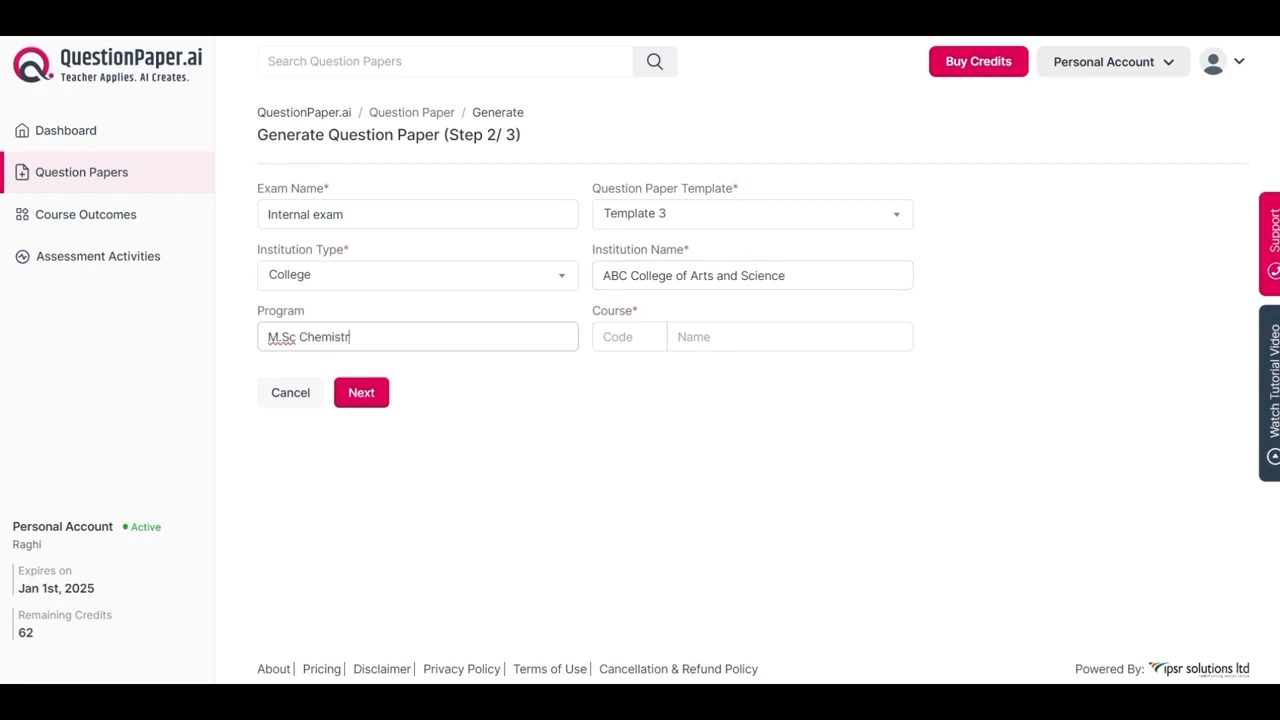 QuestionPaper.ai
Teacher Applies. AI Creates.
Search Question Papers
Buy Credits
Personal Account
Dashboard
Question Papers
Course Outcomes
Assessment Activities
QuestionPaper.ai / Question Paper / Generate
Generate Question Paper (Step 2/ 3)
Exam Name*
Question Paper Template*
Internal exam
Template 3
Institution Type*
Institution Name*
College
ABC College of Arts and Science
Program
Course*
M.Sc Chemistr
Code
Name
Cancel
Next
Support
Watch Tutorial Video
Personal Account Active
Raghi
Expires on
Jan 1st, 2025
Remaining Credits
62
About| Pricing| Disclaimer| Privacy Policy| Terms of Use| Cancellation & Refund Policy
Powered By: ipsr solutions ltd